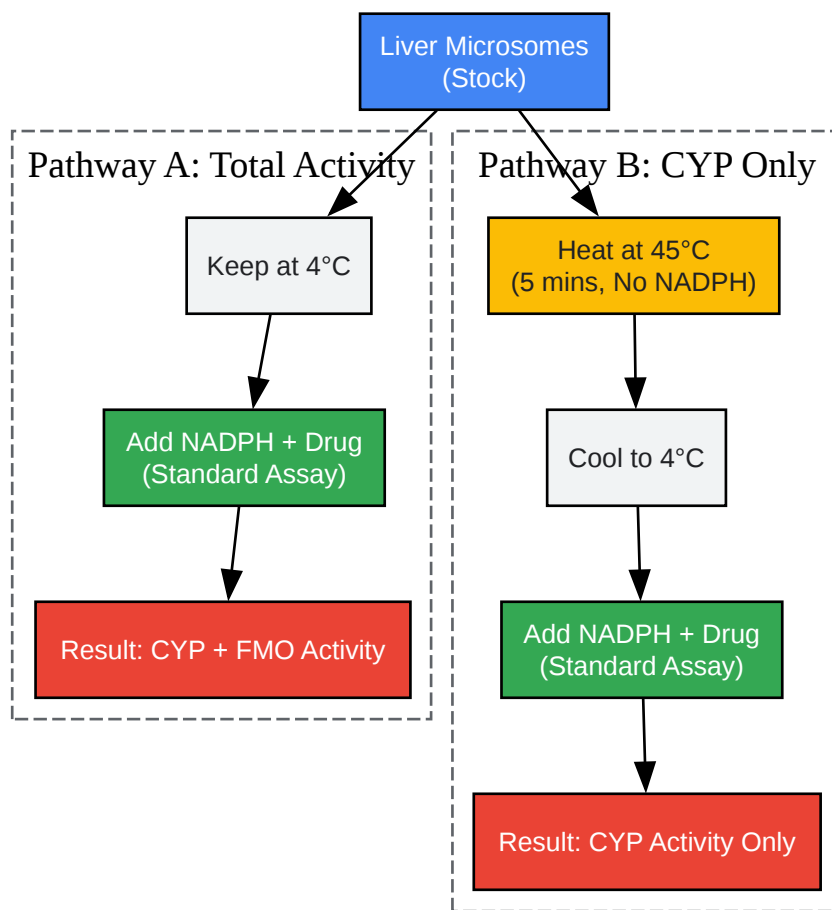 Liver Microsomes
(Stock)
Pathway A: Total Activity
Keep at 4°C
Add NADPH + Drug
(Standard Assay)
Result: CYP + FMO Activity
Pathway B: CYP Only
Heat at 45°C
(5 mins, No NADPH)
Cool to 4°C
Add NADPH + Drug
(Standard Assay)
Result: CYP Activity Only